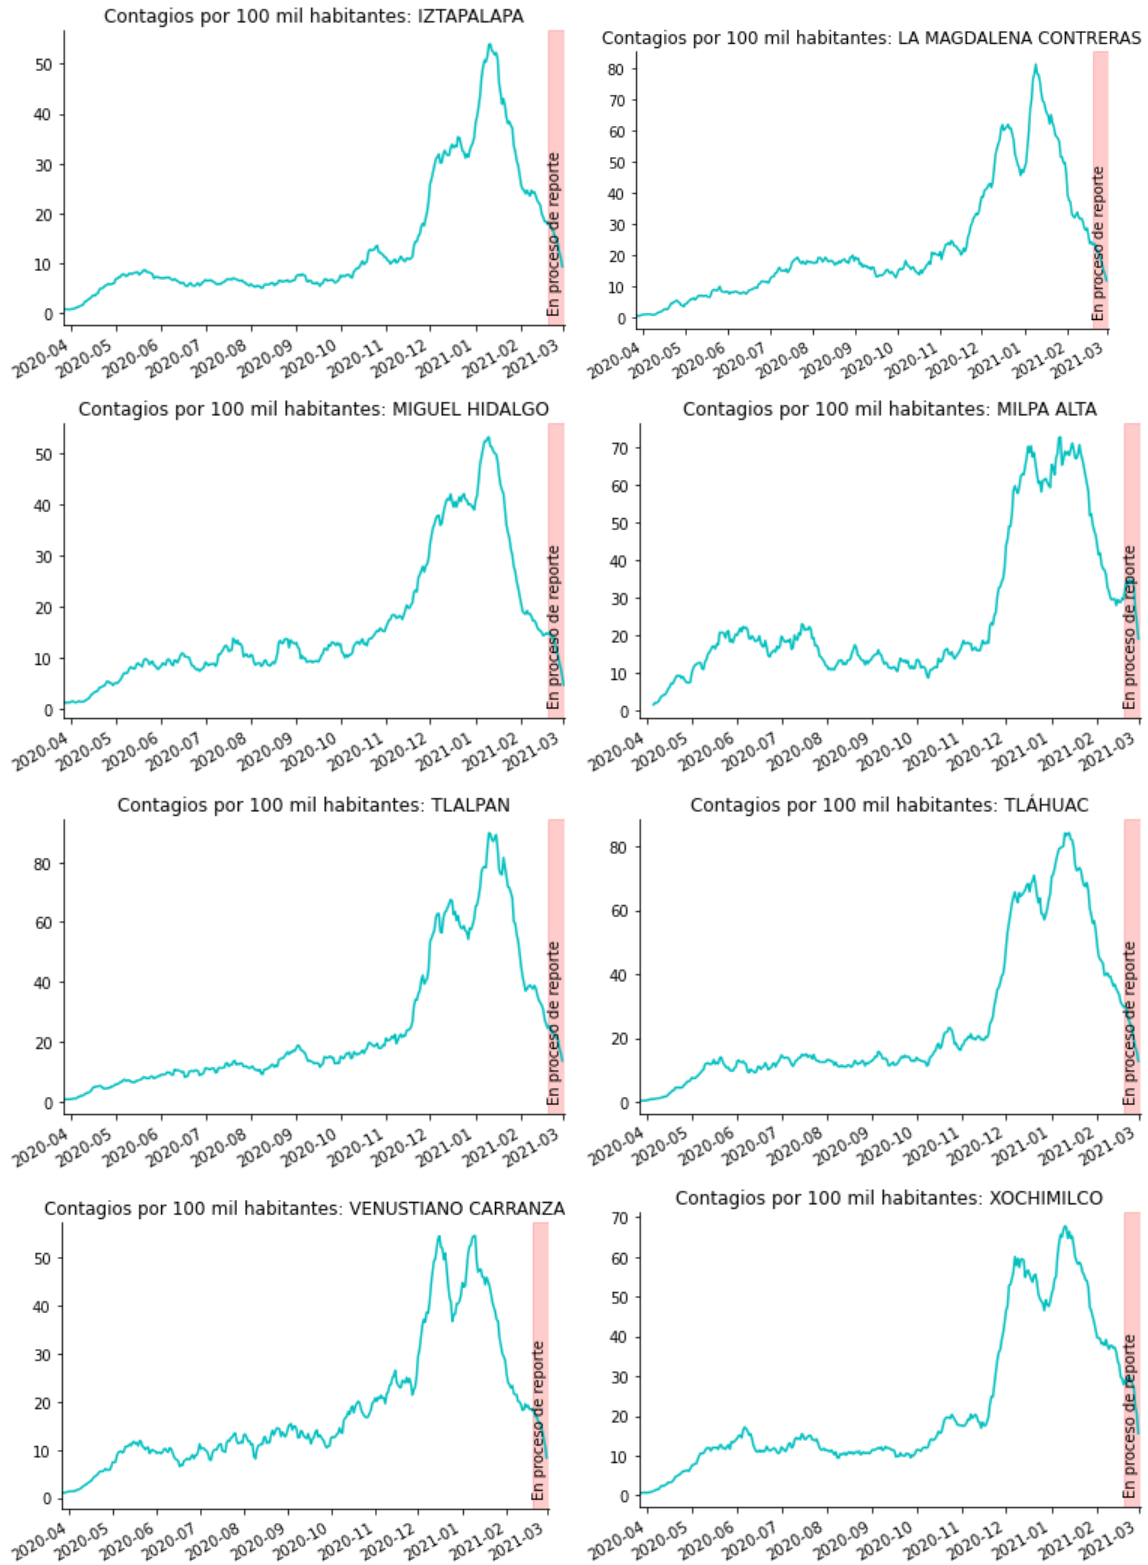 Contagios por 100 mil habitantes: IZTAPALAPA
50
40
30
20
10
0
En proceso de reporte
2020-04 2020-05 2020-06 2020-07 2020-08 2020-09 2020-10 2020-11 2020-12 2021-01 2021-02 2021-03
Contagios por 100 mil habitantes: LA MAGDALENA CONTRERAS
80
70
60
50
40
30
20
10
0
En proceso de reporte
2020-04 2020-05 2020-06 2020-07 2020-08 2020-09 2020-10 2020-11 2020-12 2021-01 2021-02 2021-03
Contagios por 100 mil habitantes: MIGUEL HIDALGO
50
40
30
20
10
0
En proceso de reporte
2020-04 2020-05 2020-06 2020-07 2020-08 2020-09 2020-10 2020-11 2020-12 2021-01 2021-02 2021-03
Contagios por 100 mil habitantes: MILPA ALTA
70
60
50
40
30
20
10
0
En proceso de reporte
2020-04 2020-05 2020-06 2020-07 2020-08 2020-09 2020-10 2020-11 2020-12 2021-01 2021-02 2021-03
Contagios por 100 mil habitantes: TLALPAN
80
60
40
20
0
En proceso de reporte
2020-04 2020-05 2020-06 2020-07 2020-08 2020-09 2020-10 2020-11 2020-12 2021-01 2021-02 2021-03
Contagios por 100 mil habitantes: TLÁHUAC
80
60
40
20
0
En proceso de reporte
2020-04 2020-05 2020-06 2020-07 2020-08 2020-09 2020-10 2020-11 2020-12 2021-01 2021-02 2021-03
Contagios por 100 mil habitantes: VENUSTIANO CARRANZA
50
40
30
20
10
0
En proceso de reporte
2020-04 2020-05 2020-06 2020-07 2020-08 2020-09 2020-10 2020-11 2020-12 2021-01 2021-02 2021-03
Contagios por 100 mil habitantes: XOCHIMILCO
70
60
50
40
30
20
10
0
En proceso de reporte
2020-04 2020-05 2020-06 2020-07 2020-08 2020-09 2020-10 2020-11 2020-12 2021-01 2021-02 2021-03